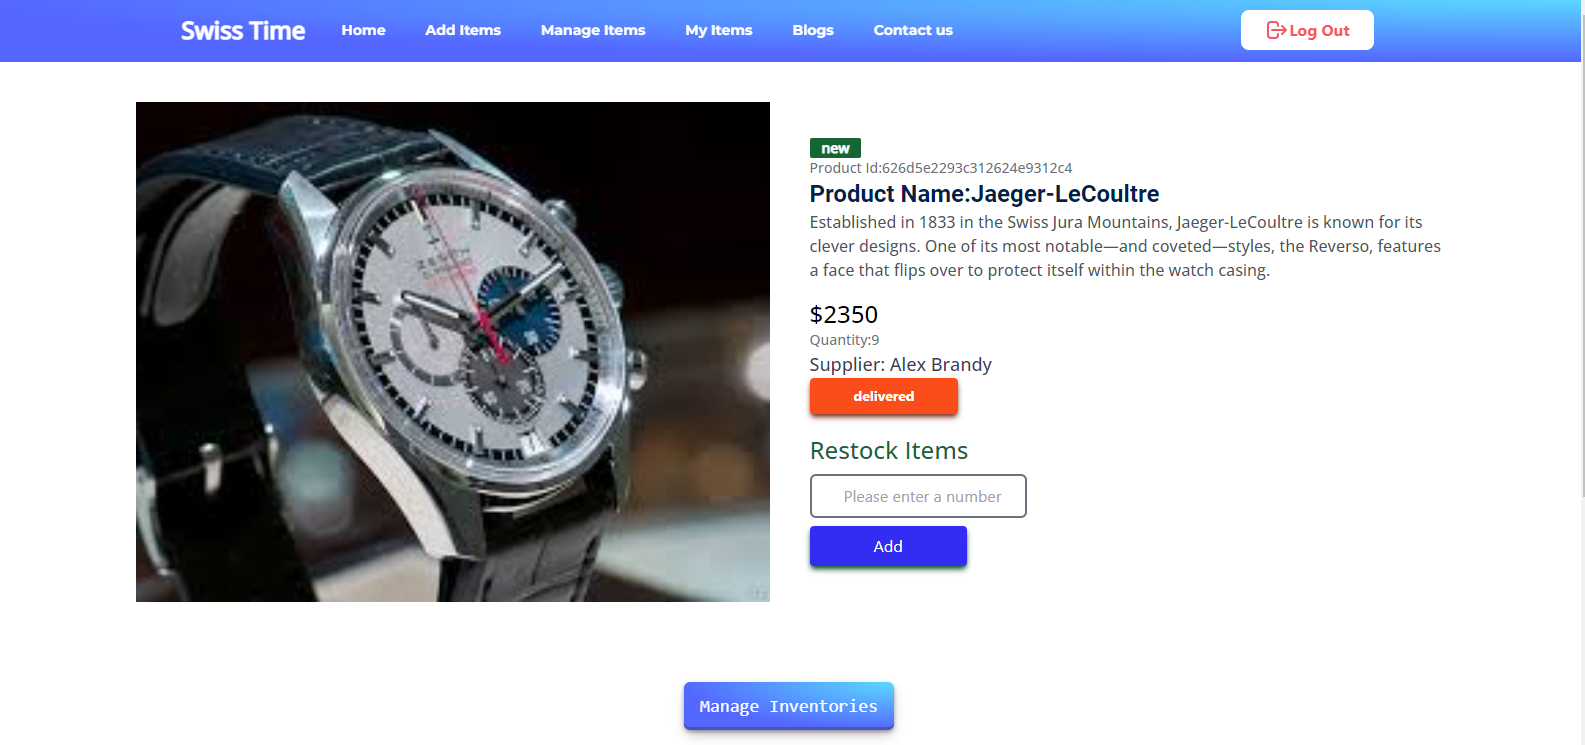 Swiss Time
Home
Add Items
Manage Items
My Items
Blogs
Contact us
Log Out
new
Product Id:626d5e2293c312624e9312c4
Product Name:Jaeger-LeCoultre
Established in 1833 in the Swiss Jura Mountains, Jaeger-LeCoultre is known for its
clever designs. One of its most notable—and coveted—styles, the Reverso, features
a face that flips over to protect itself within the watch casing.
$2350
Quantity:9
Supplier: Alex Brandy
delivered
Restock Items
Please enter a number
Add
Manage Inventories